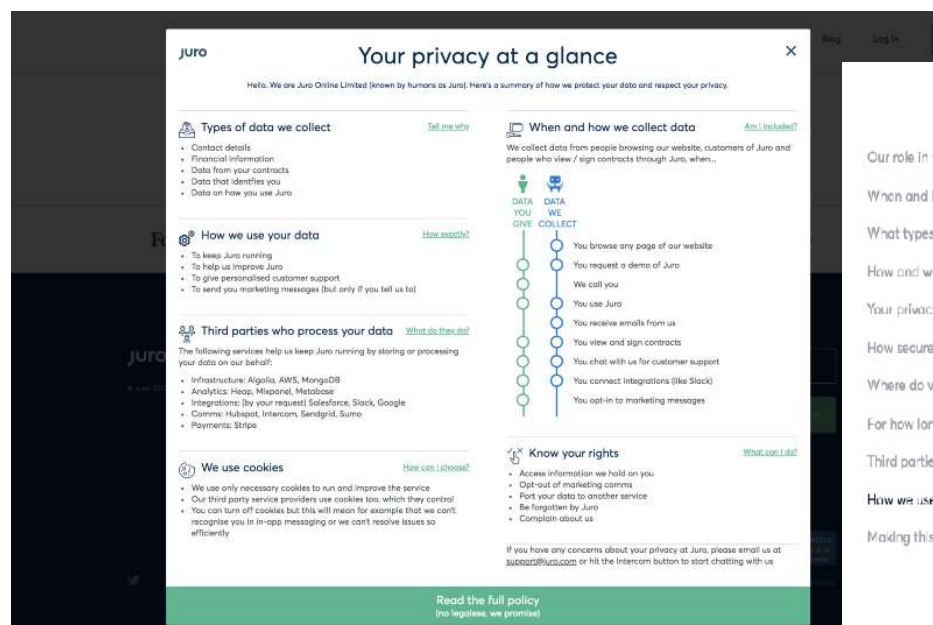 Juro
Your privacy at a glance
×
Hello. We are Juro Online Limited (known by humans as Juro). Here's a summary of how we protect your data and respect your privacy.
Types of data we collect
Tell me why
• Contact details
• Financial information
• Data from your contracts
• Data that identifies you
• Data on how you use Juro
How we use your data
How exactly?
• To keep Juro running
• To help us improve Juro
• To give personalised customer support
• To send you marketing messages (but only if you tell us to)
Third parties who process your data
What do they do?
The following services help us keep Juro running by storing or processing
your data on our behalf:
• Infrastructure: Algolia, AWS, MongoDB
• Analytics: Heap, Mixpanel, Metabase
• Integrations: (by your request) Salesforce, Slack, Google
• Comms: Hubspot, Intercom, Sendgrid, Sumo
• Payments: Stripe
We use cookies
How can I choose?
• We use only necessary cookies to run and improve the service
• Our third party service providers use cookies too, which they control
• You can turn off cookies but this will mean for example that we can't
recognise you in in-app messaging or we can't resolve issues so
efficiently
When and how we collect data
Am I included?
We collect data from people browsing our website, customers of Juro and
people who view / sign contracts through Juro, when...
DATA YOU GIVE
DATA WE COLLECT
You browse any page of our website
You request a demo of Juro
We call you
You use Juro
You receive emails from us
You view and sign contracts
You chat with us for customer support
You connect integrations (like Slack)
You opt-in to marketing messages
Know your rights
What can I do?
• Access information we hold on you
• Opt-out of marketing comms
• Port your data to another service
• Be forgotten by Juro
• Complain about us
If you have any concerns about your privacy at Juro, please email us at
support@juro.com or hit the Intercom button to start chatting with us
Read the full policy
(no legalese, we promise)
Blog
Log in
JURO
Our role in
When and
What types
How and w
Your privac
How secure
Where do
For how lon
Third partie
How we use
Making this